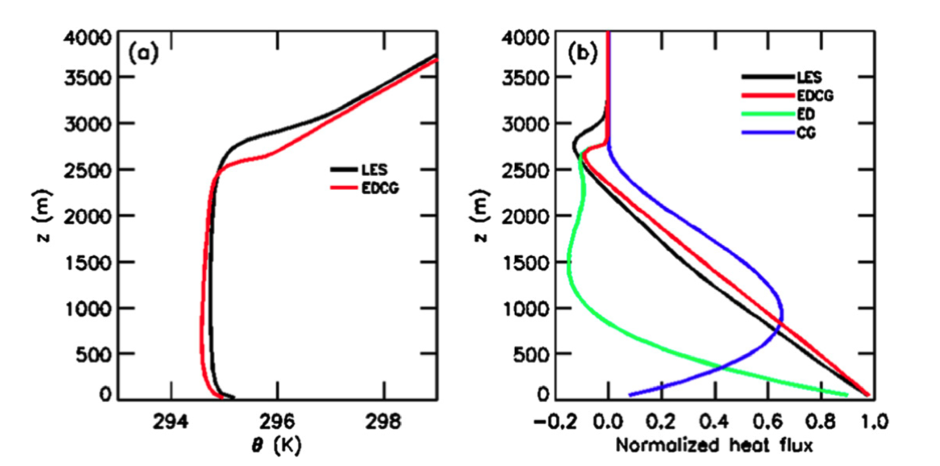 (a)
4000
3500
3000
2500
2000
1500
1000
500
0
z (m)
LES
EDCG
294 296 298
θ (K)
(b)
4000
3500
3000
2500
2000
1500
1000
500
0
z (m)
LES
EDCG
ED
CG
−0.2 0.0 0.2 0.4 0.6 0.8 1.0
Normalized heat flux